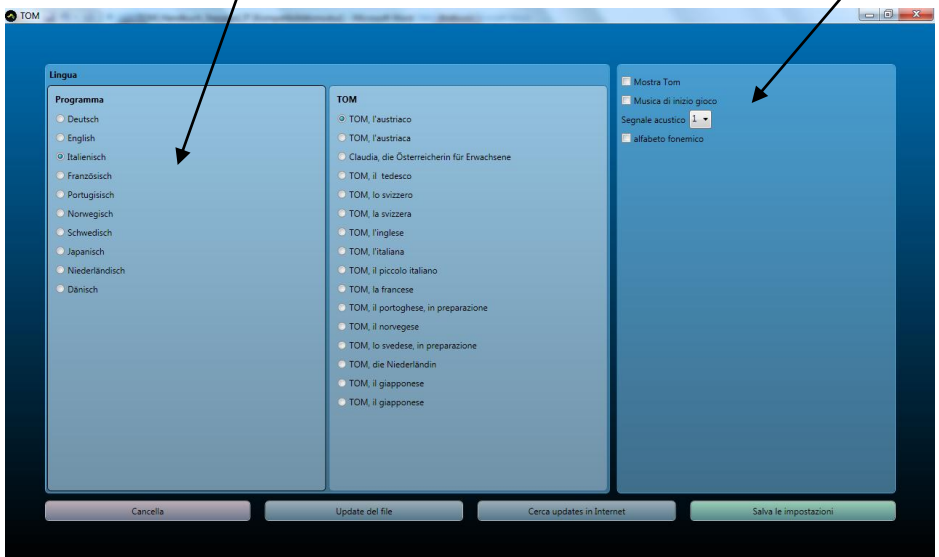 TOM
Lingua
Programma
Deutsch
English
Italienisch
Französisch
Portugisisch
Norwegisch
Schwedisch
Japanisch
Niederländisch
Dänisch
TOM
TOM, l'austriaco
TOM, l'austriaca
Claudia, die Österreicherin für Erwachsene
TOM, il tedesco
TOM, lo svizzero
TOM, la svizzera
TOM, l'inglese
TOM, l'italiana
TOM, il piccolo italiano
TOM, la francese
TOM, il portoghese, in preparazione
TOM, il norvegese
TOM, lo svedese, in preparazione
TOM, die Niederländin
TOM, il giapponese
TOM, il giapponese
Mostra Tom
Musica di inizio gioco
Segnale acustico 1
alfabeto fonemico
Cancella
Update del file
Cerca updates in Internet
Salva le impostazioni